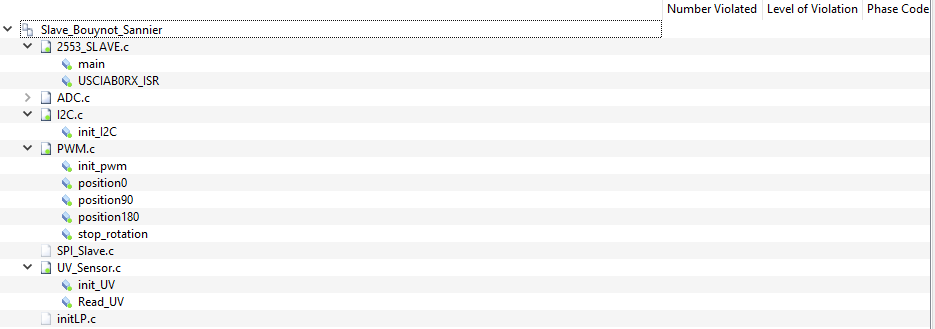 Number Violated Level of Violation Phase Code
Slave_Bouynot_Sannier
2553_SLAVE.c
main
USCIAB0RX_ISR
ADC.c
I2C.c
init_I2C
PWM.c
init_pwm
position0
position90
position180
stop_rotation
SPI_Slave.c
UV_Sensor.c
init_UV
Read_UV
initLP.c